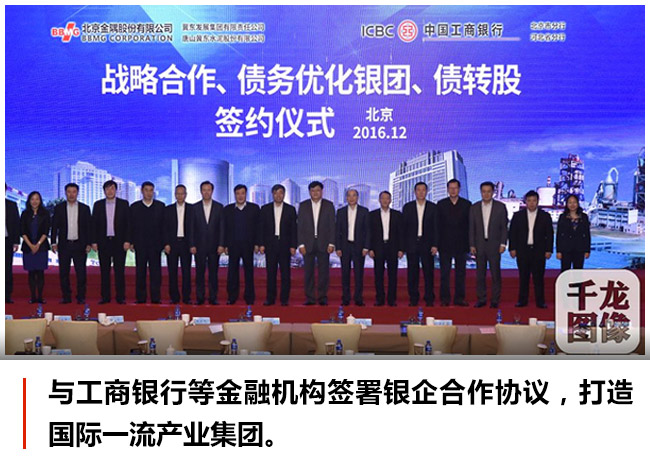 BBMG 北京金隅股份有限公司
BBMG CORPORATION
冀东发展集团有限责任公司
唐山冀东水泥股份有限公司
ICBC 中国工商银行
北京市分行
河北省分行
战略合作、债务优化银团、债转股
签约仪式 北京
2016.12
千龙
图像
与工商银行等金融机构签署银企合作协议，打造
国际一流产业集团。